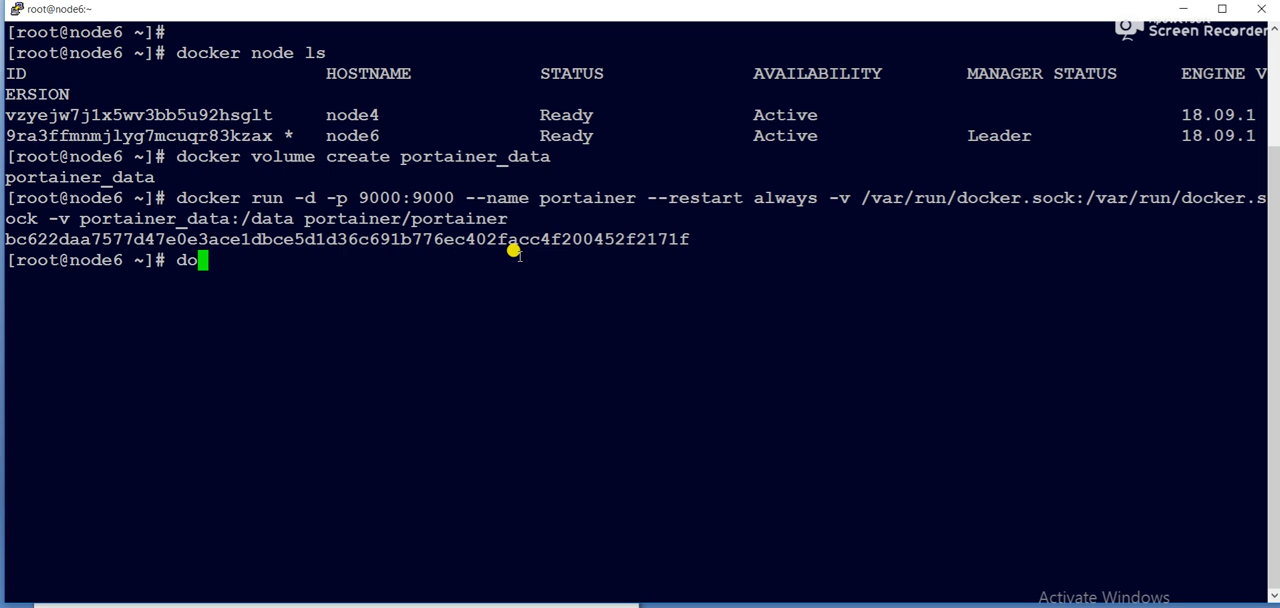 root@node6:~
[root@node6 ~]#
Screen Recorder
[root@node6 ~]# docker node ls
ID HOSTNAME STATUS AVAILABILITY MANAGER STATUS ENGINE V
ERSION
vzyejw7j1x5wv3bb5u92hsglt node4 Ready Active 18.09.1
9ra3ffmnmjlyg7mcuqr83kzax * node6 Ready Active Leader 18.09.1
[root@node6 ~]# docker volume create portainer_data
portainer_data
[root@node6 ~]# docker run -d -p 9000:9000 --name portainer --restart always -v /var/run/docker.sock:/var/run/docker.s
ock -v portainer_data:/data portainer/portainer
bc622daa7577d47e0e3ace1dbce5d1d36c691b776ec402facc4f200452f2171f
[root@node6 ~]# do
Activate Windows